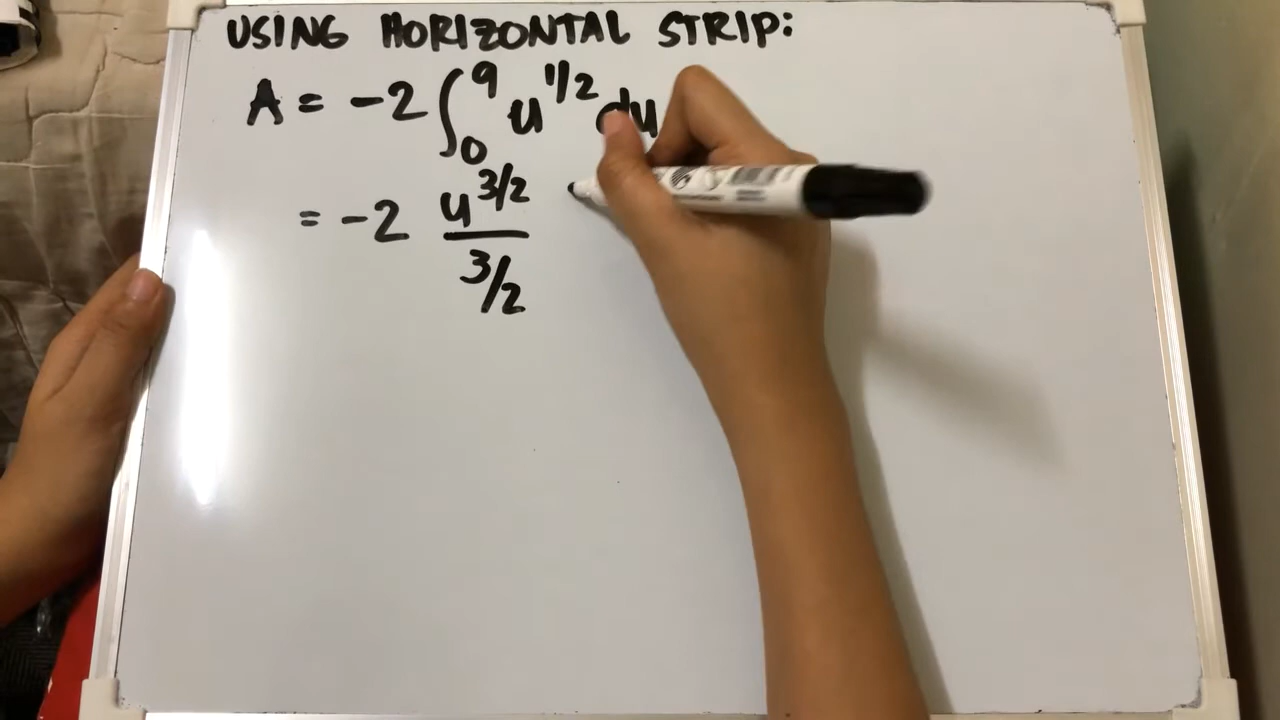 USING HORIZONTAL STRIP:
A = -2 ∫₀⁹ u^1/2 du
= -2 u^3/2 / 3/2